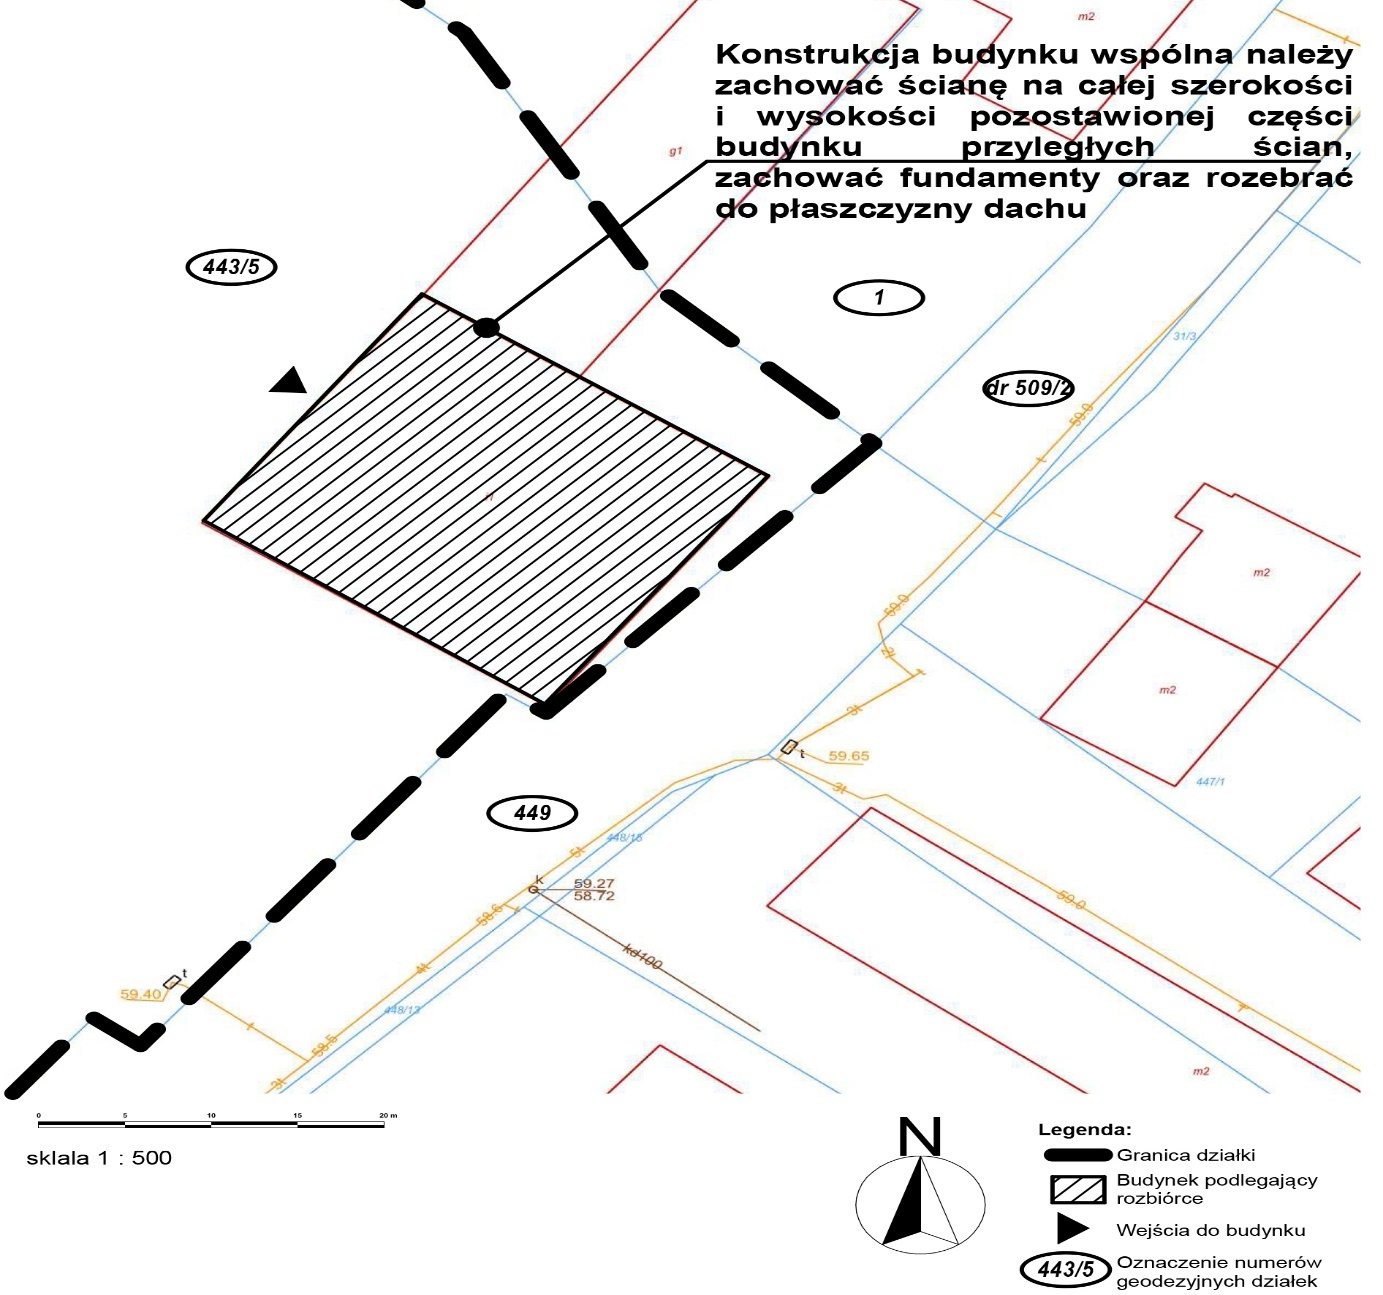 m2
Konstrukcja budynku wspólna należy
zachować ścianę na całej szerokości
i wysokości pozostawionej części
budynku przyległych ścian,
zachować fundamenty oraz rozebrać
do płaszczyzny dachu
g1
443/5
1
31/3
dr 509/2
59.0
i1
m2
59.0
m2
t
59.65
447/1
449
448/15
k
59.27
58.72
58.6
59.0
kd100
t
59.40
448/13
58.5
m2
0 5 10 15 20 m
sklala 1 : 500
N
Legenda:
Granica działki
Budynek podlegający
rozbiórce
Wejścia do budynku
443/5
Oznaczenie numerów
geodezyjnych działek